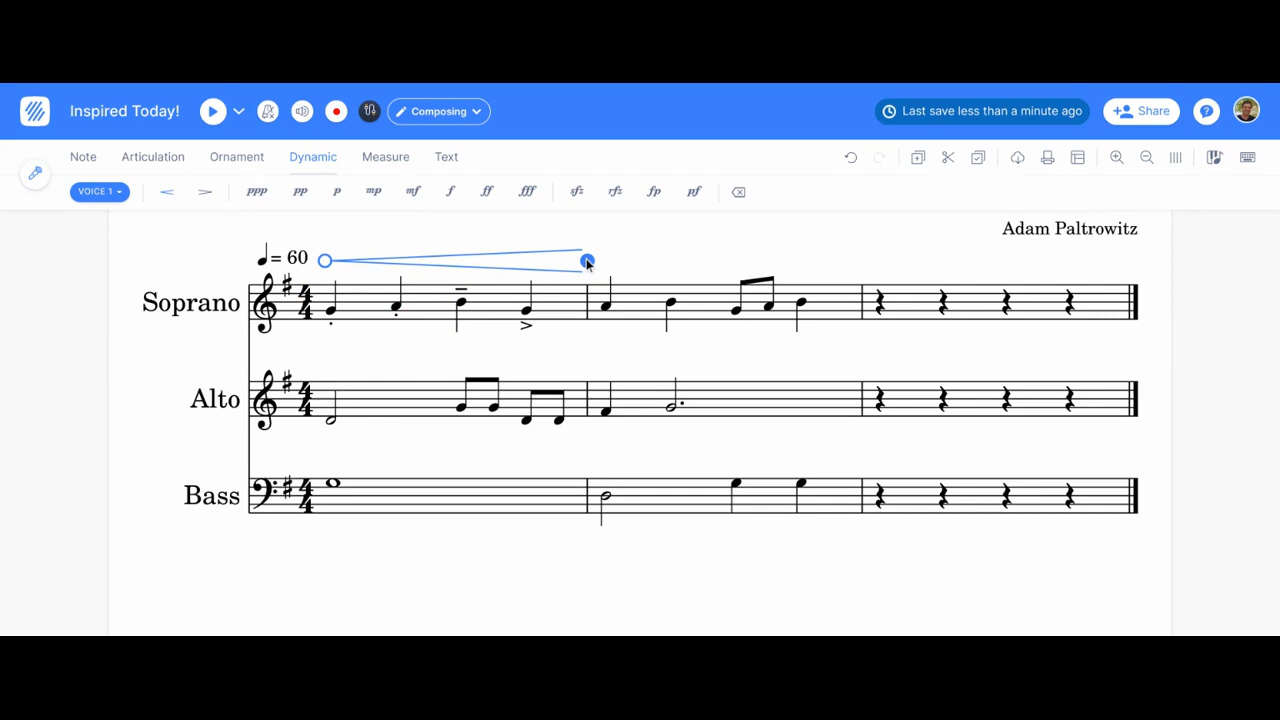 Inspired Today!
Composing
Last save less than a minute ago
Share
Note Articulation Ornament Dynamic Measure Text
VOICE 1 ppp pp p mp mf f ff fff sfz rfz fp pf
Adam Paltrowitz
= 60
Soprano
Alto
Bass